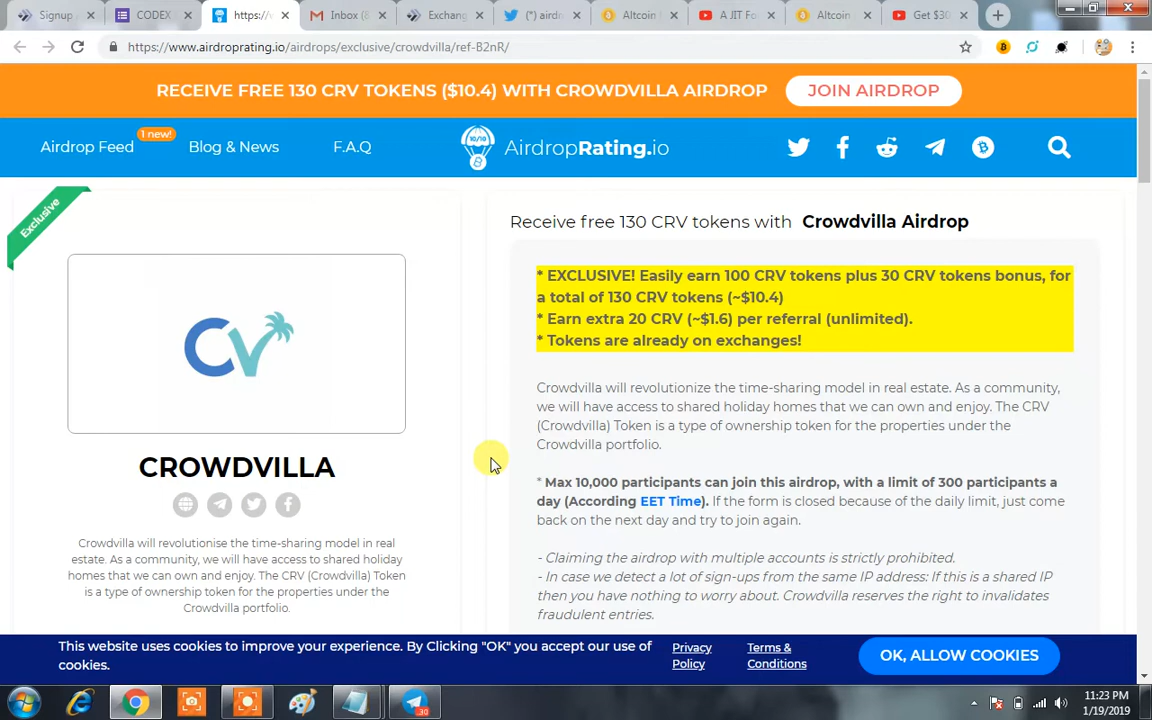 Signup
CODEX
https://e
Inbox (8
Exchang
(*) airdr
Altcoin
A JIT Fo
Altcoin
Get $30
https://www.airdroprating.io/airdrops/exclusive/crowdvilla/ref-B2nR/
RECEIVE FREE 130 CRV TOKENS ($10.4) WITH CROWDVILLA AIRDROP
JOIN AIRDROP
Airdrop Feed
1 new!
Blog & News
F.A.Q
10/10
AirdropRating.io
Exclusive
CV
CROWDVILLA
Crowdvilla will revolutionise the time-sharing model in real
estate. As a community, we will have access to shared holiday
homes that we can own and enjoy. The CRV (Crowdvilla) Token
is a type of ownership token for the properties under the
Crowdvilla portfolio.
Receive free 130 CRV tokens with Crowdvilla Airdrop
* EXCLUSIVE! Easily earn 100 CRV tokens plus 30 CRV tokens bonus, for
a total of 130 CRV tokens (~$10.4)
* Earn extra 20 CRV (~$1.6) per referral (unlimited).
* Tokens are already on exchanges!
Crowdvilla will revolutionize the time-sharing model in real estate. As a community,
we will have access to shared holiday homes that we can own and enjoy. The CRV
(Crowdvilla) Token is a type of ownership token for the properties under the
Crowdvilla portfolio.
* Max 10,000 participants can join this airdrop, with a limit of 300 participants a
day (According EET Time). If the form is closed because of the daily limit, just come
back on the next day and try to join again.
- Claiming the airdrop with multiple accounts is strictly prohibited.
- In case we detect a lot of sign-ups from the same IP address: If this is a shared IP
then you have nothing to worry about. Crowdvilla reserves the right to invalidates
fraudulent entries.
This website uses cookies to improve your experience. By Clicking "OK" you accept our use of
cookies.
Privacy
Policy
Terms &
Conditions
OK, ALLOW COOKIES
30
11:23 PM
1/19/2019